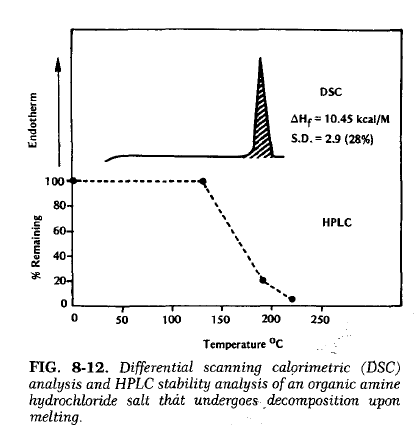 Endotherm
DSC
ΔHf = 10.45 kcal/M
S.D. = 2.9 (28%)
% Remaining
100
80
60
40
20
0
HPLC
0 50 100 150 200 250
Temperature °C
FIG. 8-12. Differential scanning calorimetric (DSC)
analysis and HPLC stability analysis of an organic amine
hydrochloride salt that undergoes decomposition upon
melting.